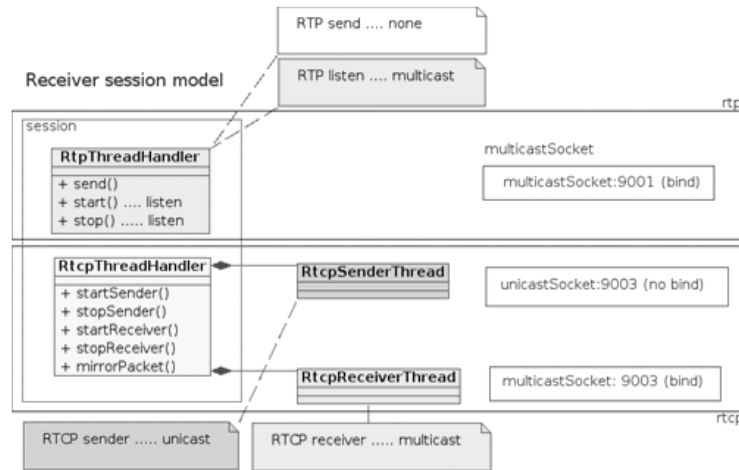 RTP send .... none
Receiver session model
RTP listen .... multicast
rtp
session
RtpThreadHandler
+ send()
+ start() .... listen
+ stop() ..... listen
multicastSocket
multicastSocket:9001 (bind)
RtcpThreadHandler
+ startSender()
+ stopSender()
+ startReceiver()
+ stopReceiver()
+ mirrorPacket()
RtcpSenderThread
unicastSocket:9003 (no bind)
RtcpReceiverThread
multicastSocket: 9003 (bind)
rtcp
RTCP sender ..... unicast
RTCP receiver ..... multicast